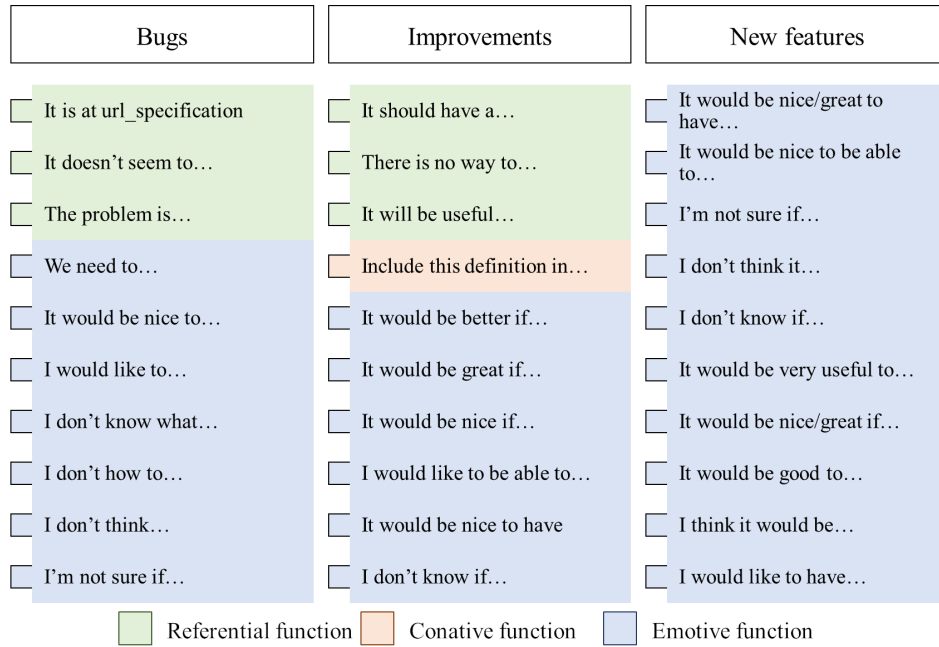 Bugs
It is at url_specification
It doesn't seem to…
The problem is…
We need to…
It would be nice to…
I would like to…
I don't know what…
I don't how to…
I don't think…
I'm not sure if…
Improvements
It should have a…
There is no way to…
It will be useful…
Include this definition in…
It would be better if…
It would be great if…
It would be nice if…
I would like to be able to…
It would be nice to have
I don't know if…
New features
It would be nice/great to
have…
It would be nice to be able
to…
I'm not sure if…
I don't think it…
I don't know if…
It would be very useful to…
It would be nice/great if…
It would be good to…
I think it would be…
I would like to have…
Referential function
Conative function
Emotive function